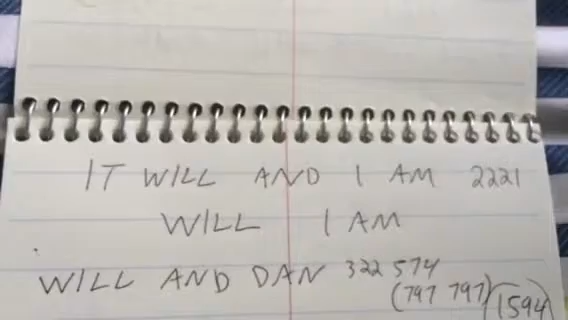 IT WILL AND I AM 2221
WILL I AM
WILL AND DAN 322 574
(797 797) (1594)